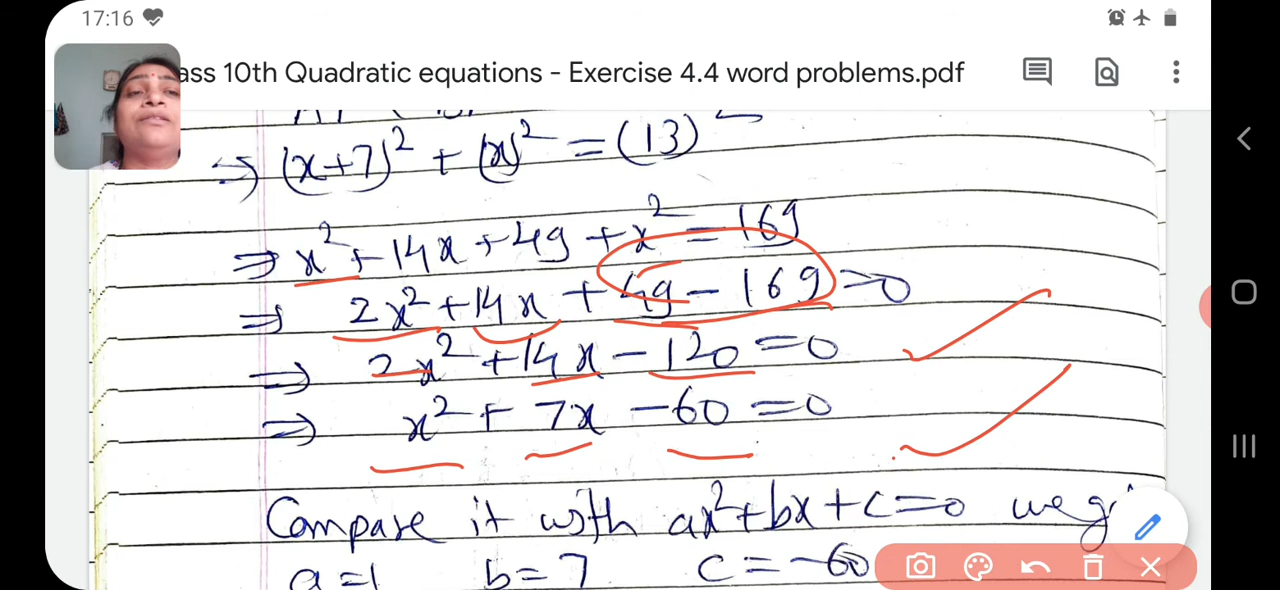 17:16
ass 10th Quadratic equations - Exercise 4.4 word problems.pdf
⇒ (x+7)² + (x)² = (13)²
⇒ x² + 14x + 49 + x² = 169
⇒ 2x² + 14x + 49 - 169 = 0
⇒ 2x² + 14x - 120 = 0
⇒ x² + 7x - 60 = 0
Compare it with ax² + bx + c = 0 we
a = 1 b = 7 c = -60